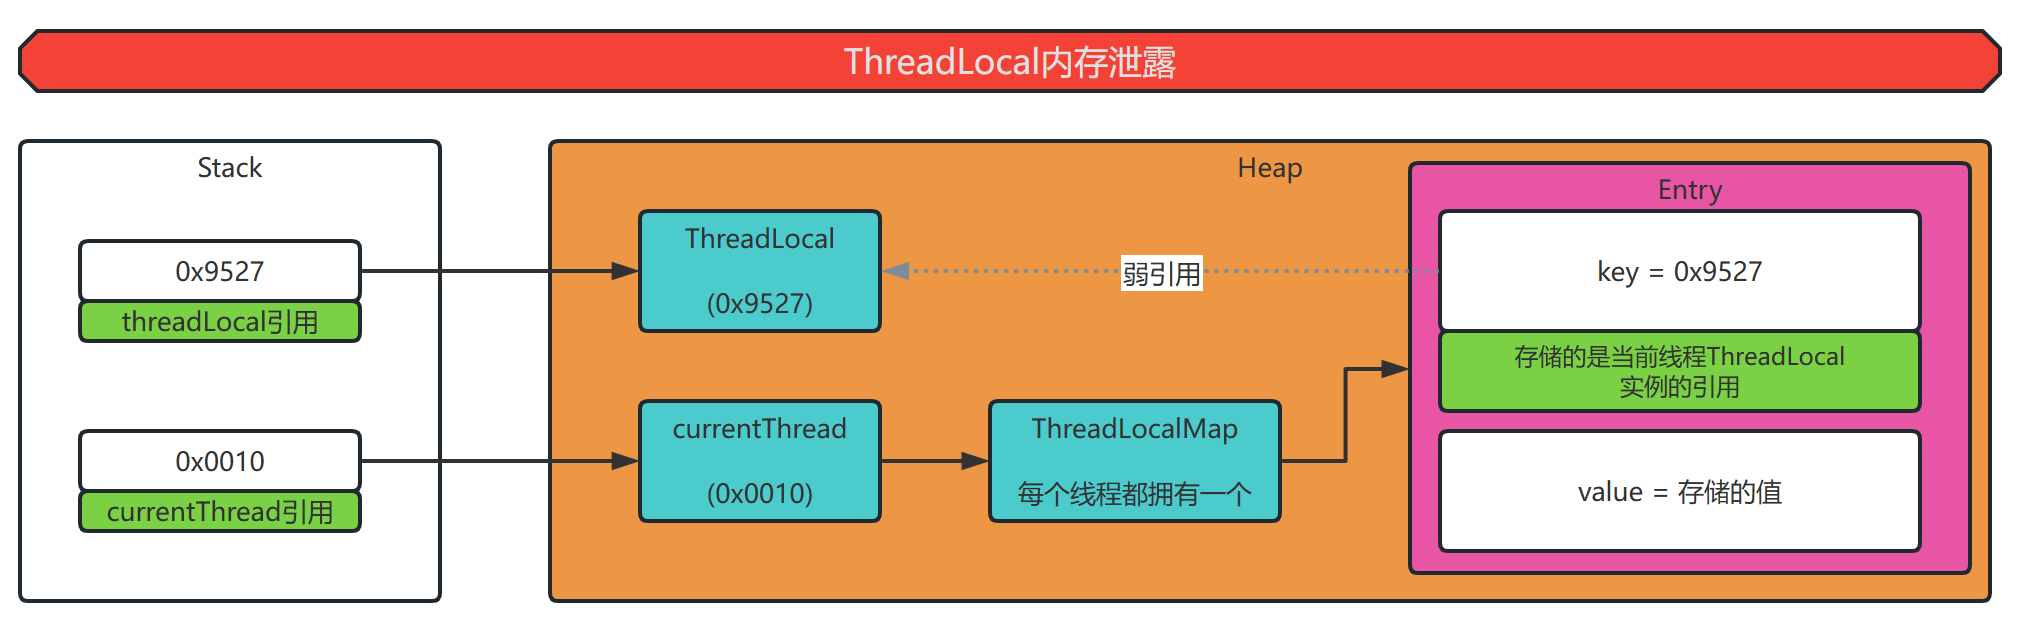 ThreadLocal内存泄露
Stack
0x9527
threadLocal引用
0x0010
currentThread引用
Heap
ThreadLocal
(0x9527)
弱引用
currentThread
(0x0010)
ThreadLocalMap
每个线程都拥有一个
Entry
key = 0x9527
存储的是当前线程ThreadLocal
实例的引用
value = 存储的值